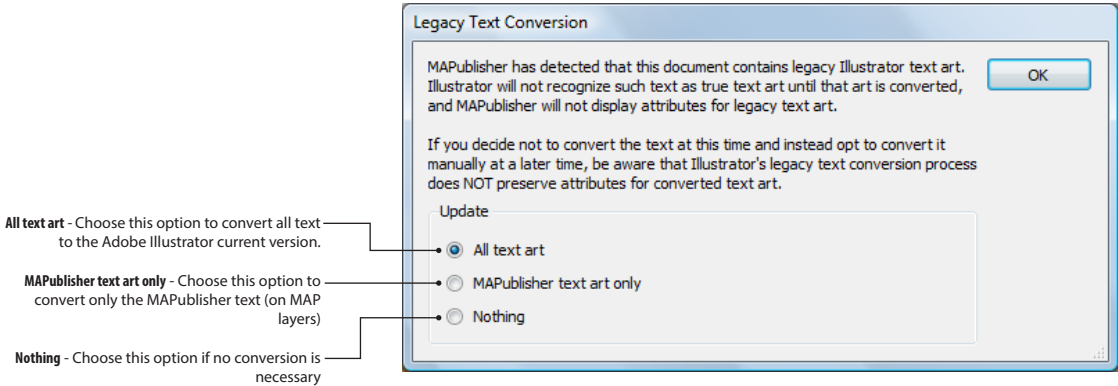 Legacy Text Conversion
MAPublisher has detected that this document contains legacy Illustrator text art.
Illustrator will not recognize such text as true text art until that art is converted,
and MAPublisher will not display attributes for legacy text art.
OK
If you decide not to convert the text at this time and instead opt to convert it
manually at a later time, be aware that Illustrator's legacy text conversion process
does NOT preserve attributes for converted text art.
Update
All text art - Choose this option to convert all text
to the Adobe Illustrator current version.
All text art
MAPublisher text art only - Choose this option to
convert only the MAPublisher text (on MAP
layers)
MAPublisher text art only
Nothing - Choose this option if no conversion is
necessary
Nothing